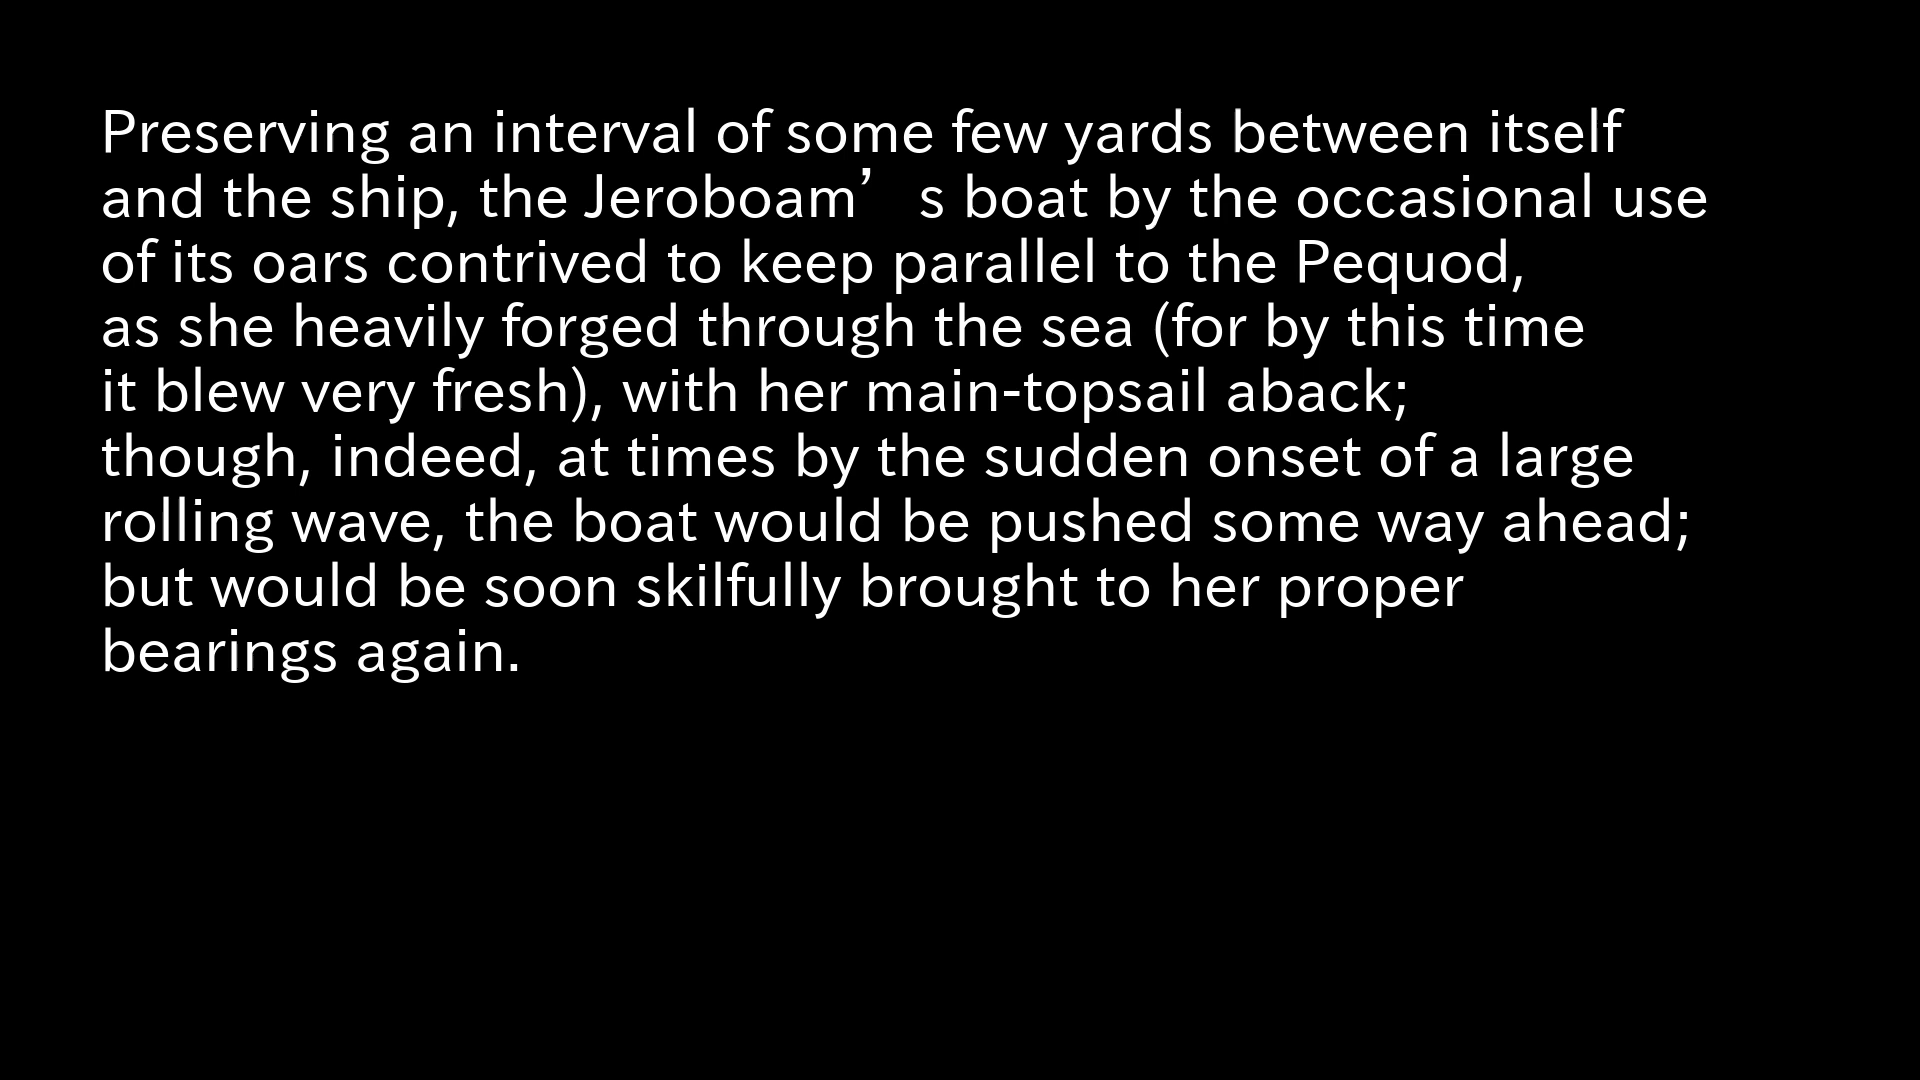 Preserving an interval of some few yards between itself
and the ship, the Jeroboam’s boat by the occasional use
of its oars contrived to keep parallel to the Pequod,
as she heavily forged through the sea (for by this time
it blew very fresh), with her main-topsail aback;
though, indeed, at times by the sudden onset of a large
rolling wave, the boat would be pushed some way ahead;
but would be soon skilfully brought to her proper
bearings again.